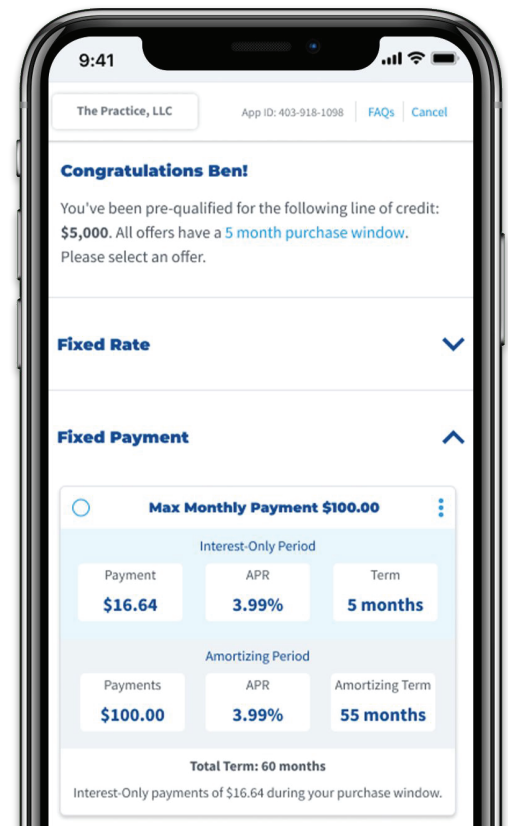 9:41
The Practice, LLC
App ID: 403-918-1098
FAQs
Cancel
Congratulations Ben!
You've been pre-qualified for the following line of credit:
$5,000. All offers have a 5 month purchase window.
Please select an offer.
Fixed Rate
Fixed Payment
Max Monthly Payment $100.00
Interest-Only Period
Payment APR Term
$16.64 3.99% 5 months
Amortizing Period
Payments APR Amortizing Term
$100.00 3.99% 55 months
Total Term: 60 months
Interest-Only payments of $16.64 during your purchase window.